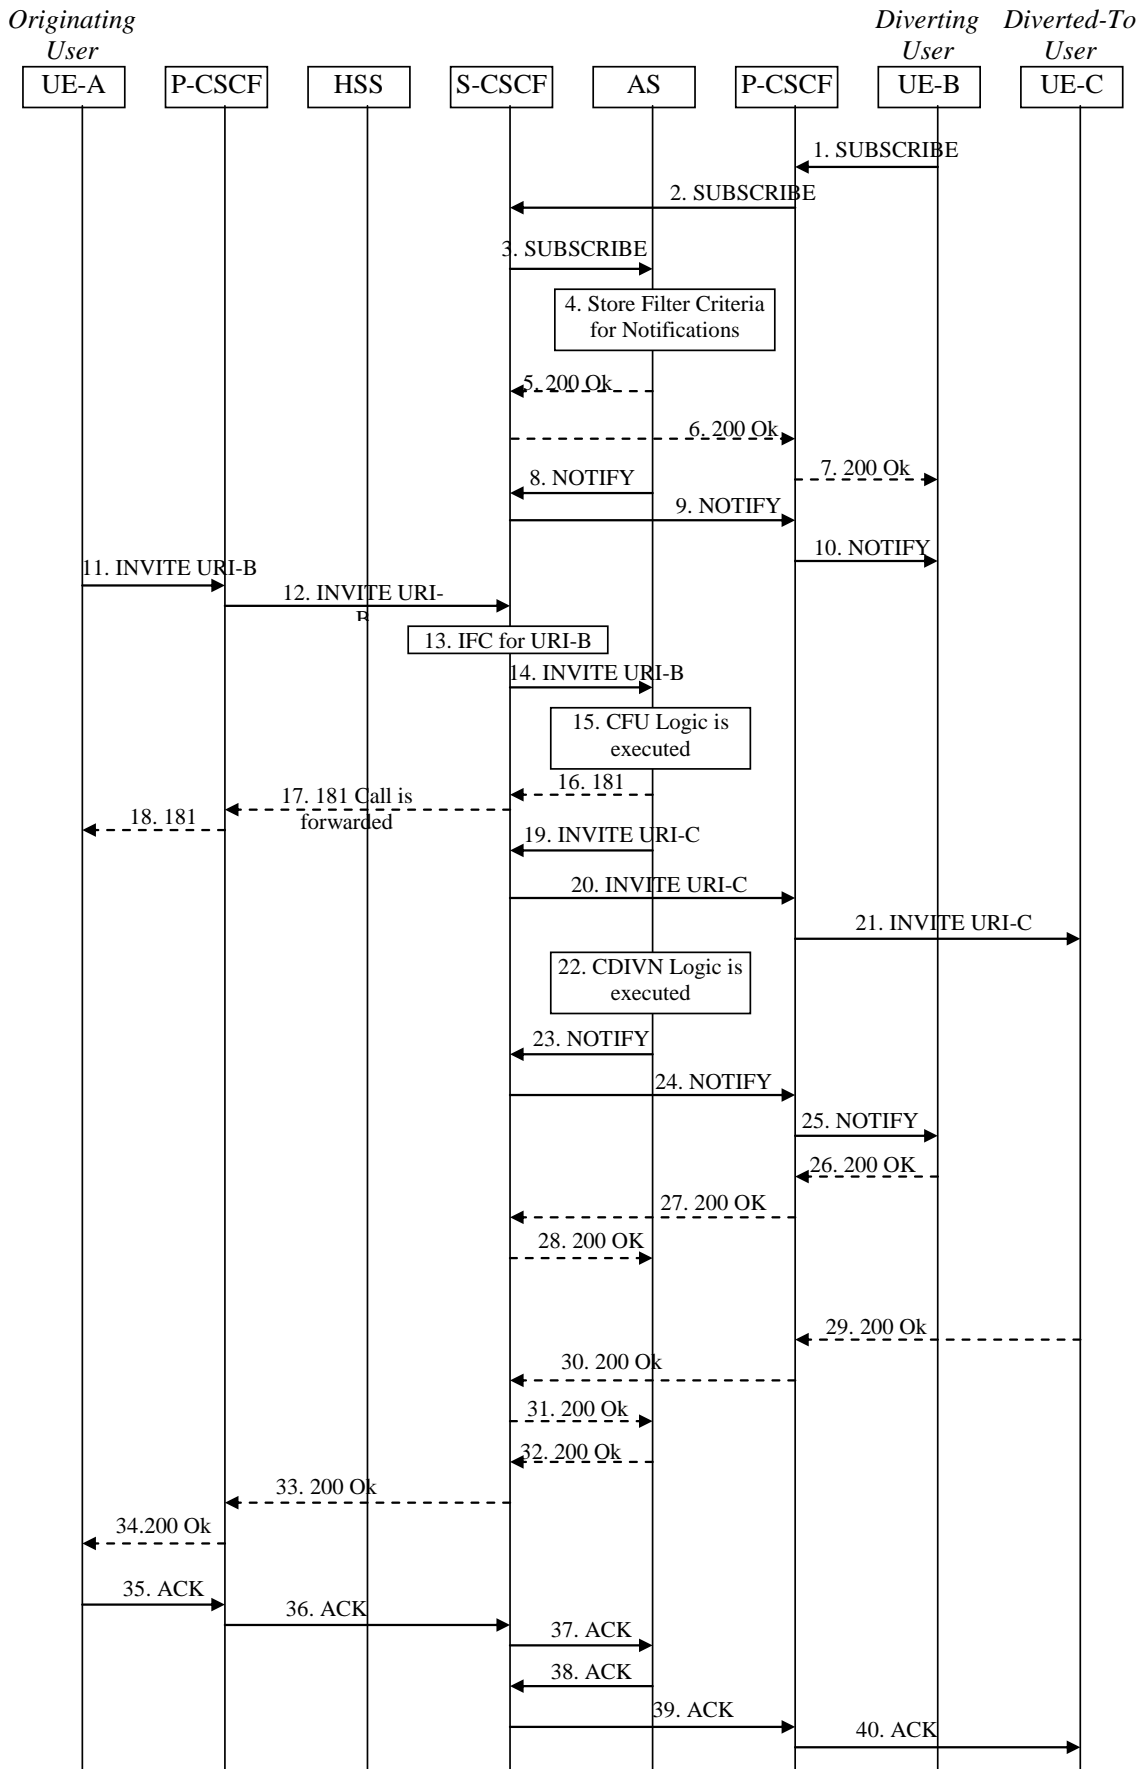 Originating
User
Diverting
User
Diverted-To
User
UE-A
P-CSCF
HSS
S-CSCF
AS
P-CSCF
UE-B
UE-C
1. SUBSCRIBE
2. SUBSCRIBE
3. SUBSCRIBE
4. Store Filter Criteria
for Notifications
5. 200 Ok
6. 200 Ok
7. 200 Ok
8. NOTIFY
9. NOTIFY
10. NOTIFY
11. INVITE URI-B
12. INVITE URI-
B
13. IFC for URI-B
14. INVITE URI-B
15. CFU Logic is
executed
16. 181
17. 181 Call is
forwarded
18. 181
19. INVITE URI-C
20. INVITE URI-C
21. INVITE URI-C
22. CDIVN Logic is
executed
23. NOTIFY
24. NOTIFY
25. NOTIFY
26. 200 OK
27. 200 OK
28. 200 OK
29. 200 Ok
30. 200 Ok
31. 200 Ok
32. 200 Ok
33. 200 Ok
34.200 Ok
35. ACK
36. ACK
37. ACK
38. ACK
39. ACK
40. ACK